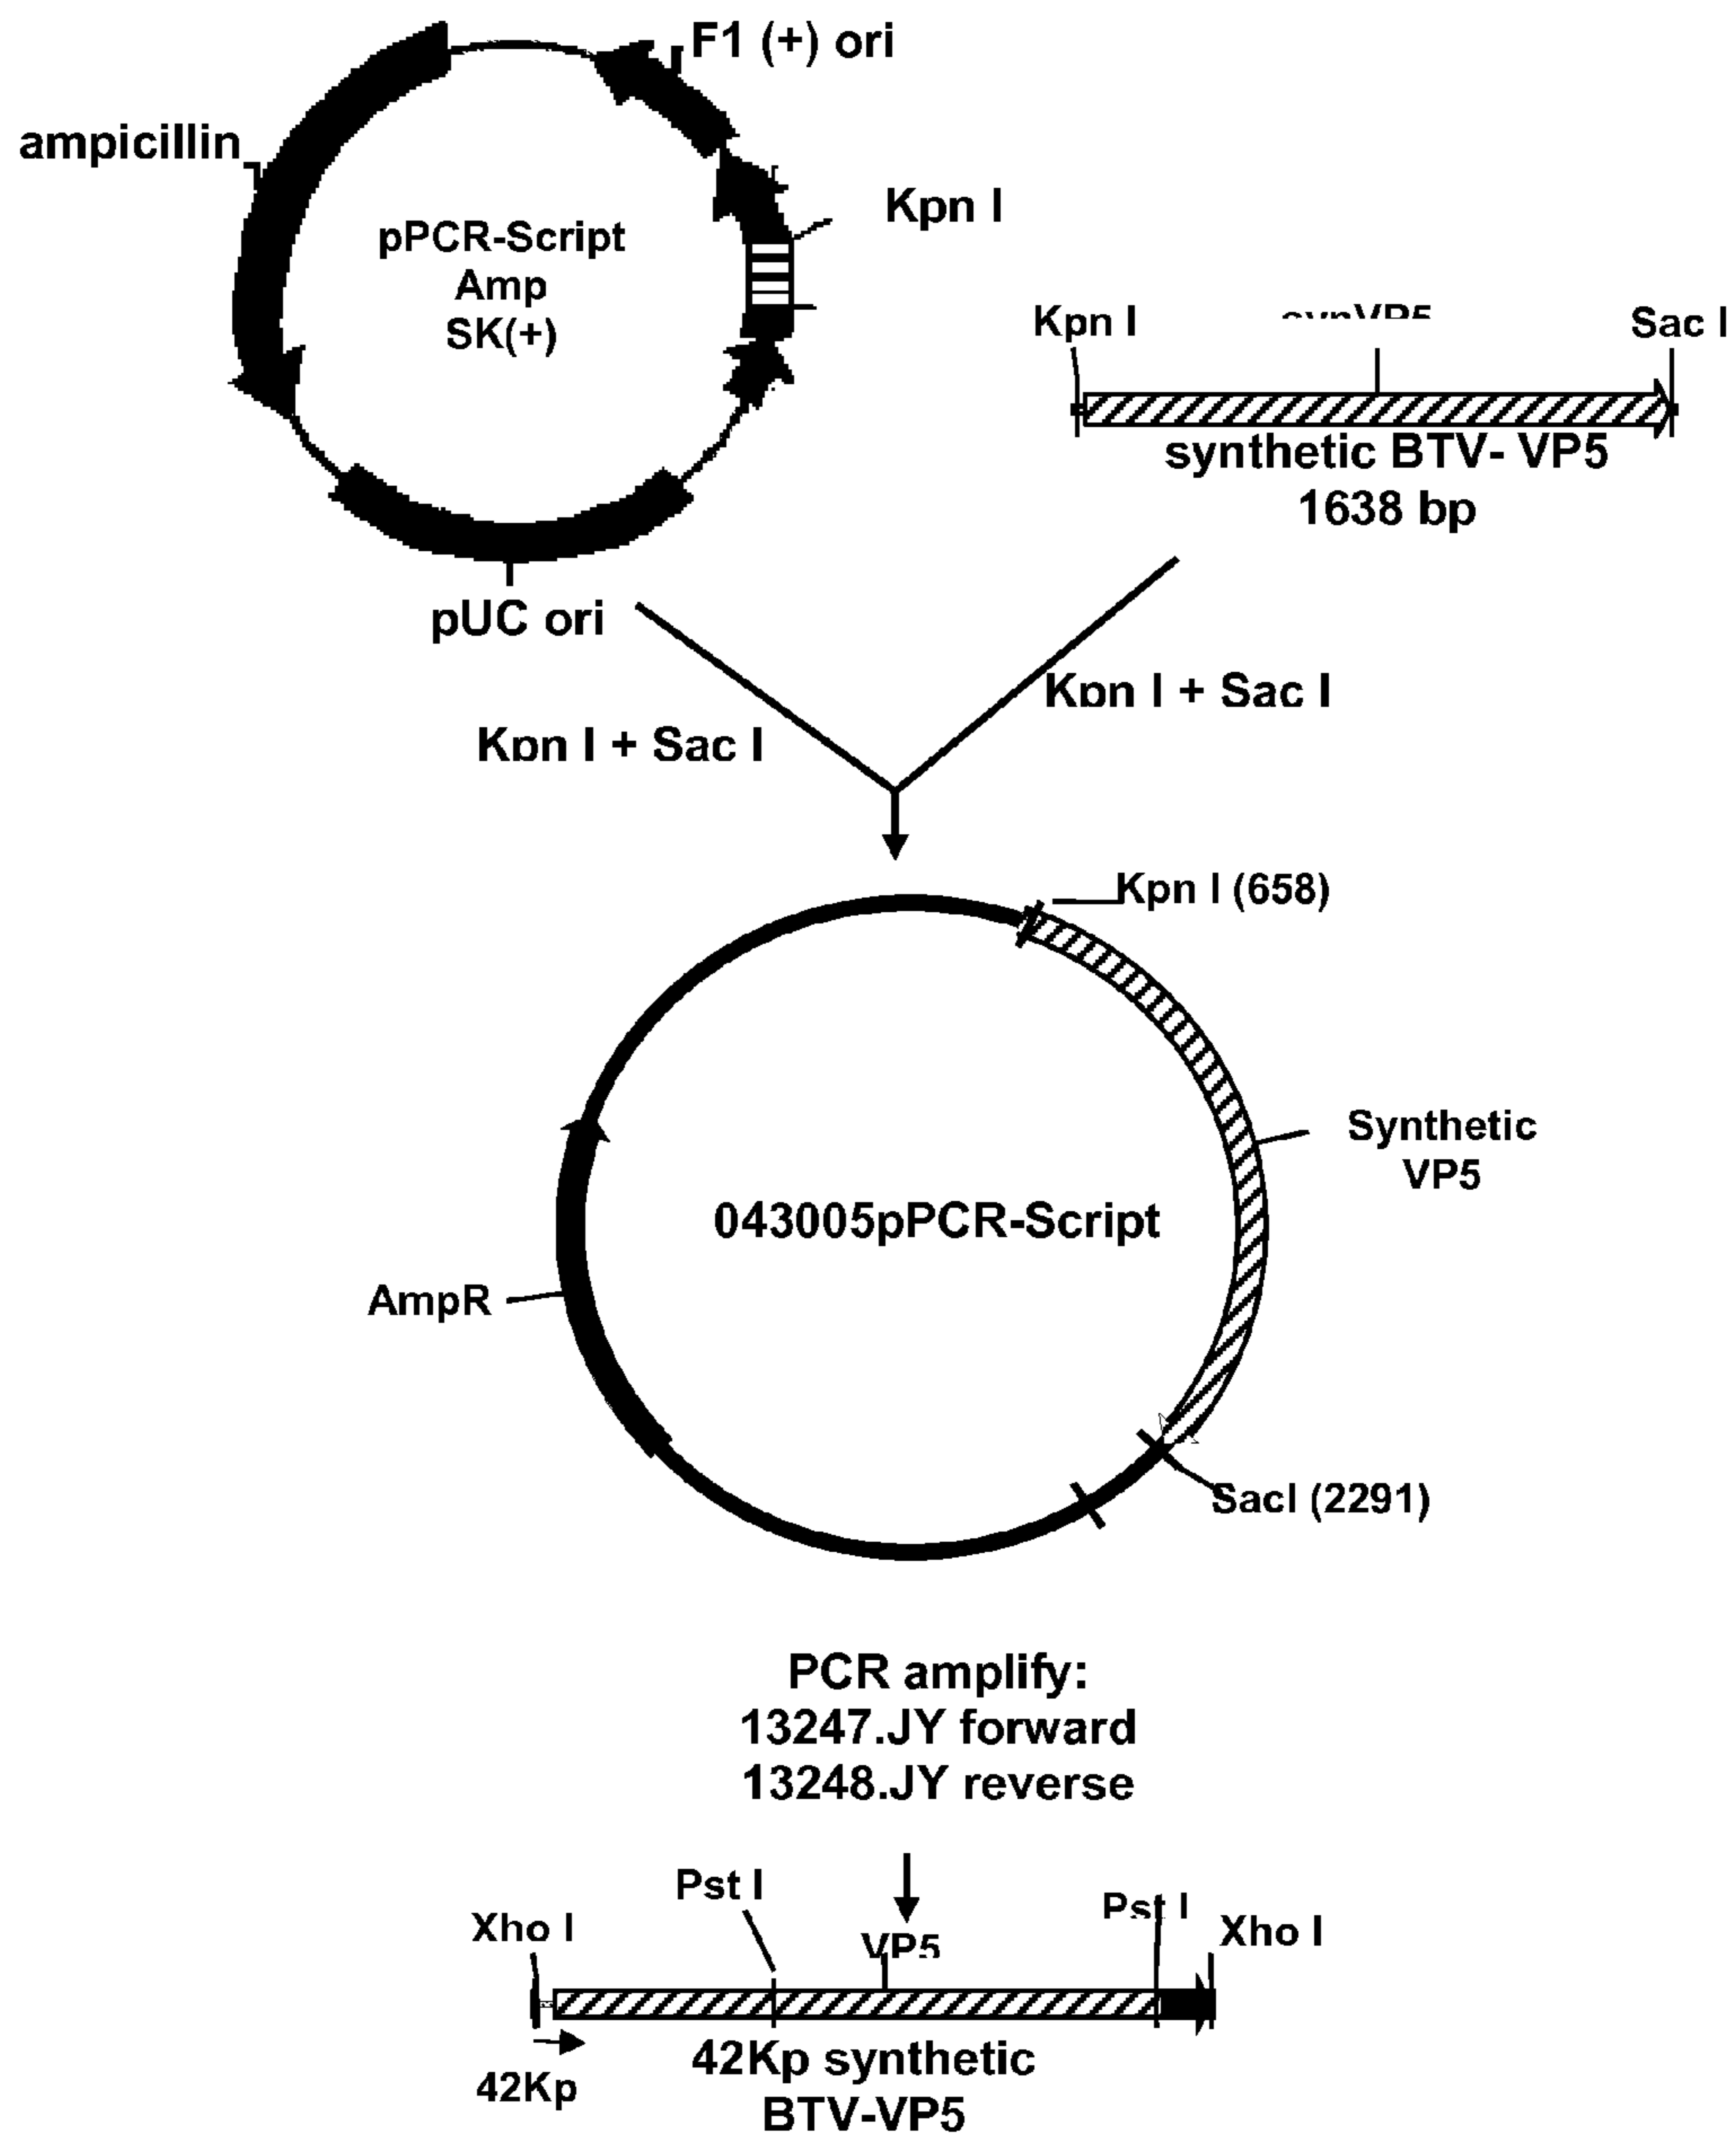 F1 (+) ori
ampicillin
Kpn I
pPCR-Script
Amp
SK(+)
Kpn I
synVP5
Sac I
synthetic BTV- VP5
1638 bp
pUC ori
Kpn I + Sac I
Kpn I + Sac I
Kpn I (658)
Synthetic
VP5
043005pPCR-Script
AmpR
SacI (2291)
PCR amplify:
13247.JY forward
13248.JY reverse
Pst I
Pst I
Xho I
VP5
Xho I
42Kp synthetic
42Kp
BTV-VP5